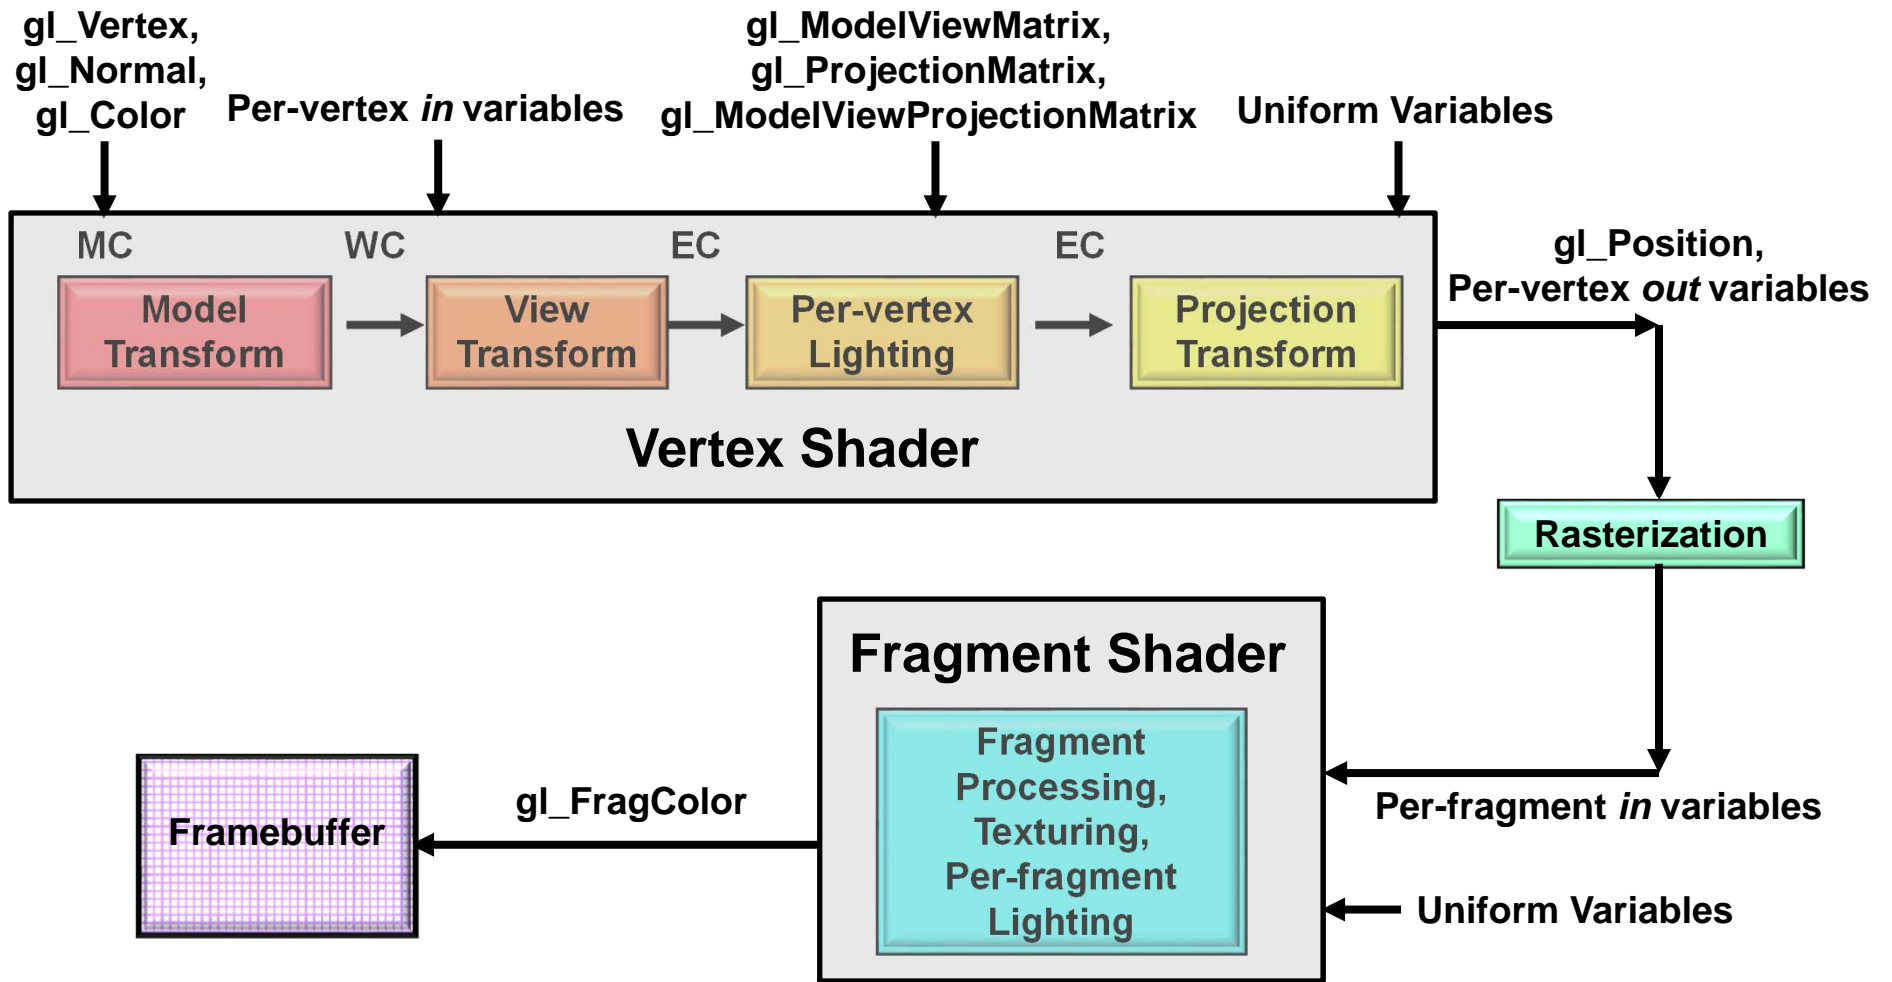 gl_Vertex,
gl_Normal,
gl_Color
Per-vertex in variables
gl_ModelViewMatrix,
gl_ProjectionMatrix,
gl_ModelViewProjectionMatrix
Uniform Variables
MC
WC
EC
EC
Model
Transform
View
Transform
Per-vertex
Lighting
Projection
Transform
Vertex Shader
gl_Position,
Per-vertex out variables
Rasterization
Fragment Shader
Fragment
Processing,
Texturing,
Per-fragment
Lighting
Per-fragment in variables
Uniform Variables
gl_FragColor
Framebuffer